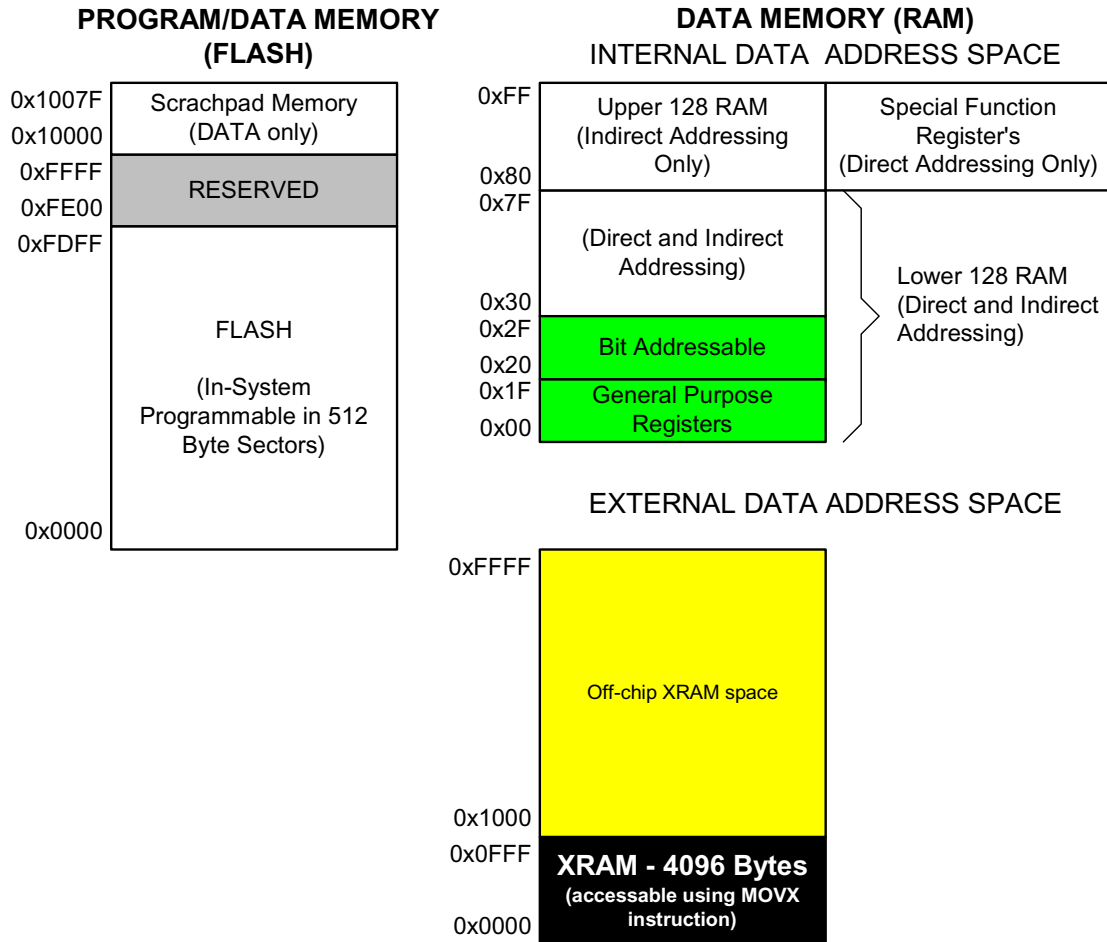 PROGRAM/DATA MEMORY
(FLASH)
0x1007F
0x10000
Scrachpad Memory
(DATA only)
0xFFFF
0xFE00
RESERVED
0xFDFF
0x0000
FLASH
(In-System
Programmable in 512
Byte Sectors)
DATA MEMORY (RAM)
INTERNAL DATA ADDRESS SPACE
0xFF
0x80
Upper 128 RAM
(Indirect Addressing
Only)
Special Function
Register's
(Direct Addressing Only)
0x7F
0x30
(Direct and Indirect
Addressing)
0x2F
0x20
Bit Addressable
0x1F
0x00
General Purpose
Registers
Lower 128 RAM
(Direct and Indirect
Addressing)
EXTERNAL DATA ADDRESS SPACE
0xFFFF
0x1000
Off-chip XRAM space
0x0FFF
0x0000
XRAM - 4096 Bytes
(accessable using MOVX
instruction)